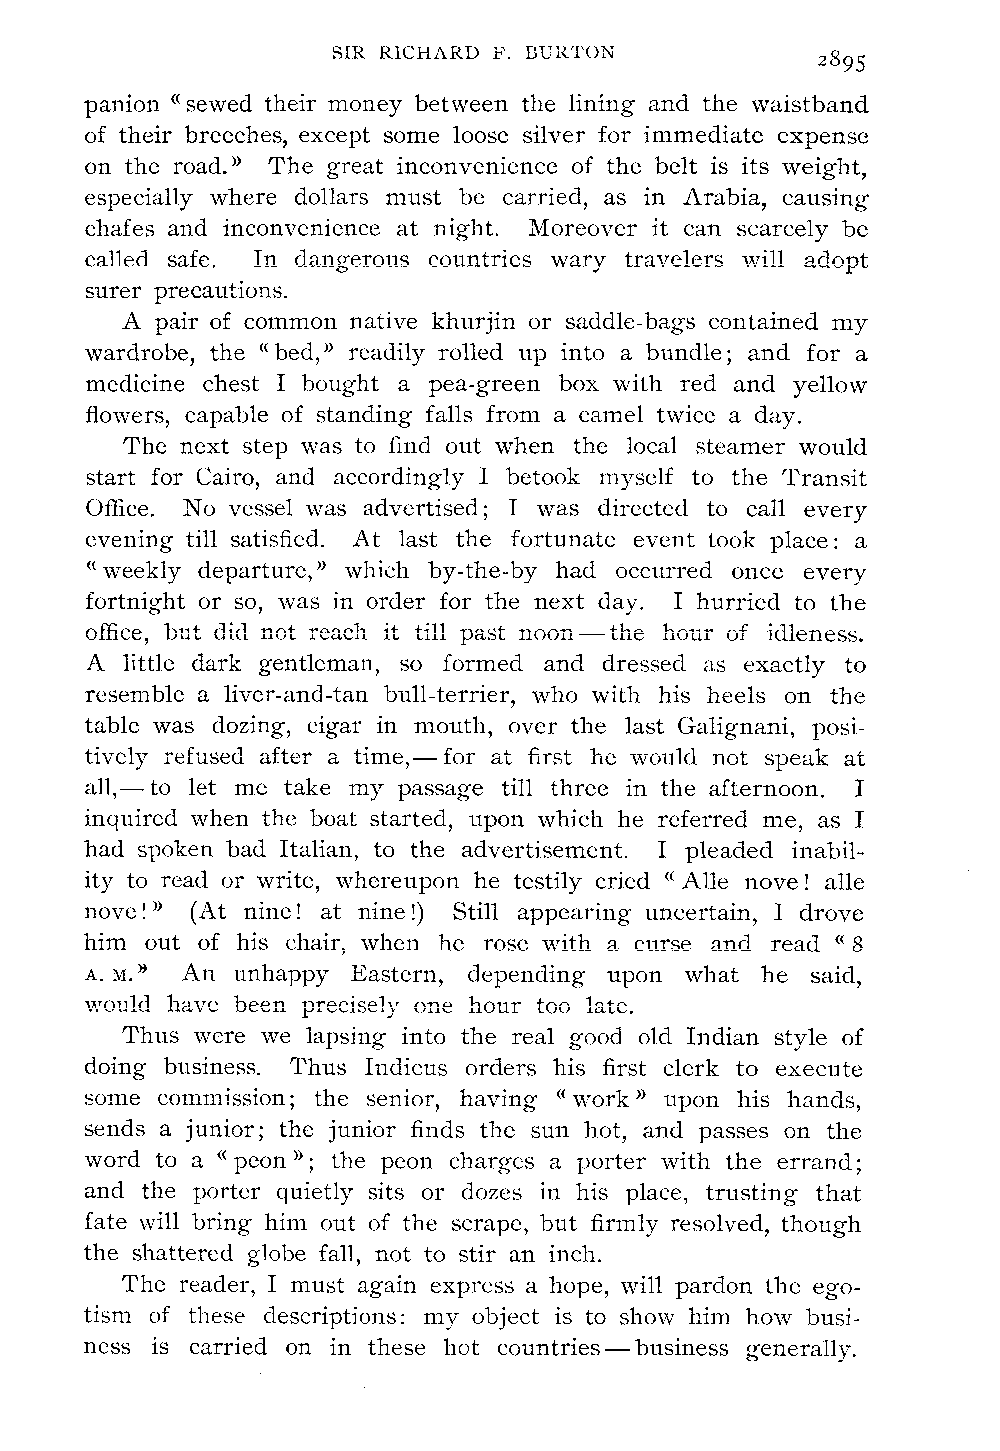 SIR RICHARD F. BURTON 2895
panion « sewed their money between the lining and the waistband
of their breeches, except some loose silver for immediate expense
on the road.» The great inconvenience of the belt is its weight,
especially where dollars must be carried, as in Arabia, causing
chafes and inconvenience at night. Moreover it can scarcely be
called safe. In dangerous countries wary travelers will adopt
surer precautions.
A pair of common native khurjin or saddle-bags contained my
wardrobe, the «bed,» readily rolled up into a bundle; and for a
medicine chest I bought a pea-green box with red and yellow
flowers, capable of standing falls from a camel twice a day.
The next step was to find out when the local steamer would
start for Cairo, and accordingly I betook myself to the Transit
Office. No vessel was advertised; I was directed to call every
evening till satisfied. At last the fortunate event took place: a
«weekly departure,» which by-the-by had occurred once every
fortnight or so, was in order for the next day. I hurried to the
office, but did not reach it till past noon — the hour of idleness.
A little dark gentleman, so formed and dressed as exactly to
resemble a liver-and-tan bull-terrier, who with his heels on the
table was dozing, cigar in mouth, over the last Galignani, posi-
tively refused after a time,— for at first he would not speak at
all,— to let me take my passage till three in the afternoon. I
inquired when the boat started, upon which he referred me, as I
had spoken bad Italian, to the advertisement. I pleaded inabil-
ity to read or write, whereupon he testily cried «Alle nove! alle
nove!» (At nine! at nine!) Still appearing uncertain, I drove
him out of his chair, when he rose with a curse and read «8
A. M.» An unhappy Eastern, depending upon what he said,
would have been precisely one hour too late.
Thus were we lapsing into the real good old Indian style of
doing business. Thus Indicus orders his first clerk to execute
some commission; the senior, having «work» upon his hands,
sends a junior; the junior finds the sun hot, and passes on the
word to a «peon»; the peon charges a porter with the errand;
and the porter quietly sits or dozes in his place, trusting that
fate will bring him out of the scrape, but firmly resolved, though
the shattered globe fall, not to stir an inch.
The reader, I must again express a hope, will pardon the ego-
tism of these descriptions: my object is to show him how busi-
ness is carried on in these hot countries — business generally.